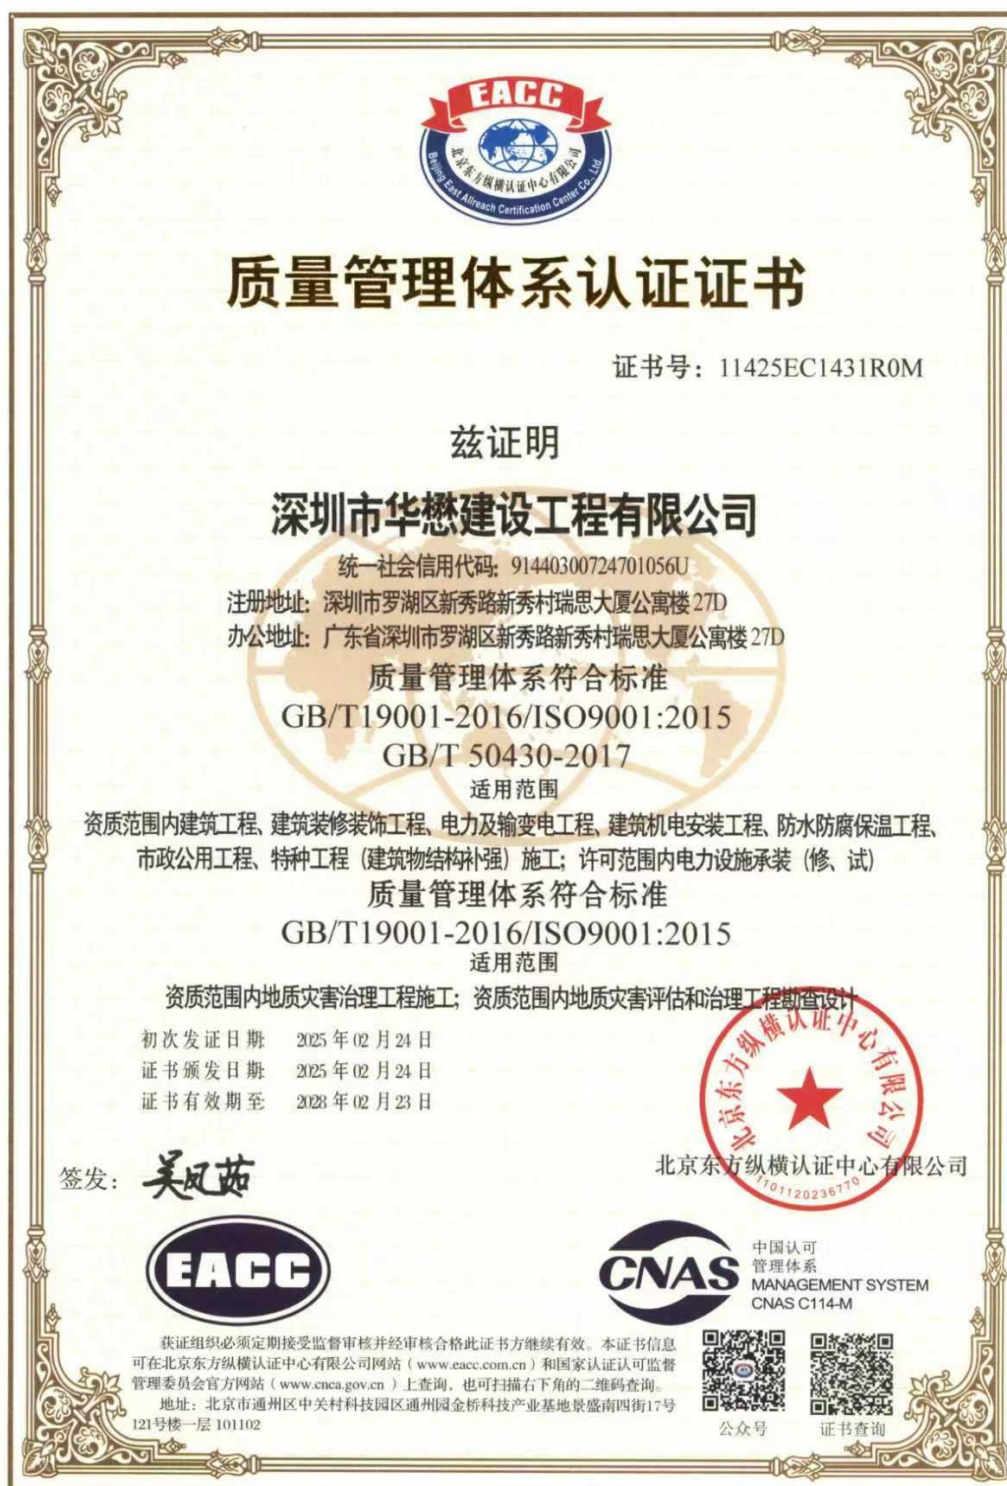 EACC
北京东方纵横认证中心有限公司
Beijing East Allreach Certification Center Co., Ltd.
质量管理体系认证证书
证书号：11425EC1431R0M
兹证明
深圳市华懋建设工程有限公司
统一社会信用代码：91440300724701056U
注册地址：深圳市罗湖区新秀路新秀村瑞思大厦公寓楼27D
办公地址：广东省深圳市罗湖区新秀路新秀村瑞思大厦公寓楼27D
质量管理体系符合标准
GB/T19001-2016/ISO9001:2015
GB/T 50430-2017
适用范围
资质范围内建筑工程、建筑装修装饰工程、电力及输变电工程、建筑机电安装工程、防水防腐保温工程、
市政公用工程、特种工程（建筑物结构补强）施工；许可范围内电力设施承装（修、试）
质量管理体系符合标准
GB/T19001-2016/ISO9001:2015
适用范围
资质范围内地质灾害治理工程施工；资质范围内地质灾害评估和治理工程勘查设计
初次发证日期 2025年02月24日
证书颁发日期 2025年02月24日
证书有效期至 2028年02月23日
北京东方纵横认证中心有限公司
1101120236770
签发：吴凤茹
北京东方纵横认证中心有限公司
EACC
CNAS
中国认可
管理体系
MANAGEMENT SYSTEM
CNAS C114-M
获证组织必须定期接受监督审核并经审核合格此证书方继续有效。本证书信息
可在北京东方纵横认证中心有限公司网站（www.eacc.com.cn）和国家认证认可监督
管理委员会官方网站（www.cnca.gov.cn）上查询，也可扫描右下角的二维码查询。
地址：北京市通州区中关村科技园区通州园金桥科技产业基地景盛南四街17号
121号楼一层 101102
公众号
证书查询